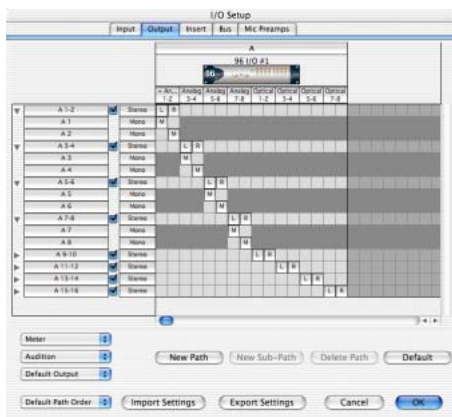 I/O Setup
Input Output Insert Bus Mic Preamps
A
96 I/O #1
An... Analog Analog Analog Optical Optical Optical Optical
1-2 3-4 5-6 7-8 1-2 3-4 5-6 7-8
A 1-2 Stereo L R
A 1 Mono M
A 2 Mono M
A 3-4 Stereo L R
A 3 Mono M
A 4 Mono M
A 5-6 Stereo L R
A 5 Mono M
A 6 Mono M
A 7-8 Stereo L R
A 7 Mono M
A 8 Mono M
A 9-10 Stereo L R
A 11-12 Stereo L R
A 13-14 Stereo L R
A 15-16 Stereo L R
Meter
Audition New Path New Sub-Path Delete Path Default
Default Output
Default Path Order Import Settings Export Settings Cancel OK